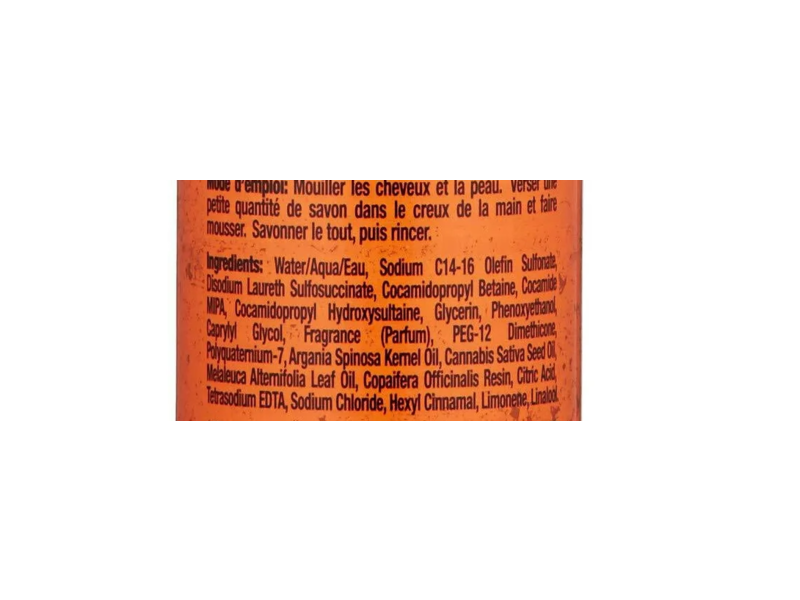 Mode d'emploi: Mouiller les cheveux et la peau. Verser une
petite quantité de savon dans le creux de la main et faire
mousser. Savonner le tout, puis rincer.
Ingredients: Water/Aqua/Eau, Sodium C14-16 Olefin Sulfonate,
Disodium Laureth Sulfosuccinate, Cocamidopropyl Betaine, Cocamide
MIPA, Cocamidopropyl Hydroxysultaine, Glycerin, Phenoxyethanol,
Caprylyl Glycol, Fragrance (Parfum), PEG-12 Dimethicone,
Polyquaternium-7, Argania Spinosa Kernel Oil, Cannabis Sativa Seed Oil,
Melaleuca Alternifolia Leaf Oil, Copaifera Officinalis Resin, Citric Acid,
Tetrasodium EDTA, Sodium Chloride, Hexyl Cinnamal, Limonene, Linalool.